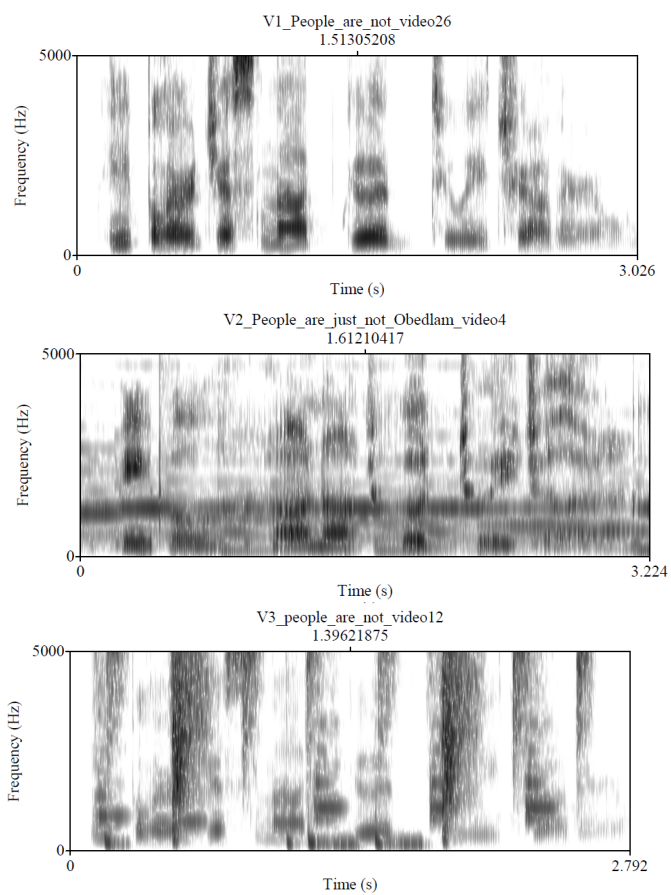 V1_People_are_not_video26
1.51305208
5000
Frequency (Hz)
0
0
3.026
Time (s)
V2_People_are_just_not_Obedlam_video4
1.61210417
5000
Frequency (Hz)
0
0
3.224
Time (s)
V3_people_are_not_video12
1.39621875
5000
Frequency (Hz)
0
0
2.792
Time (s)